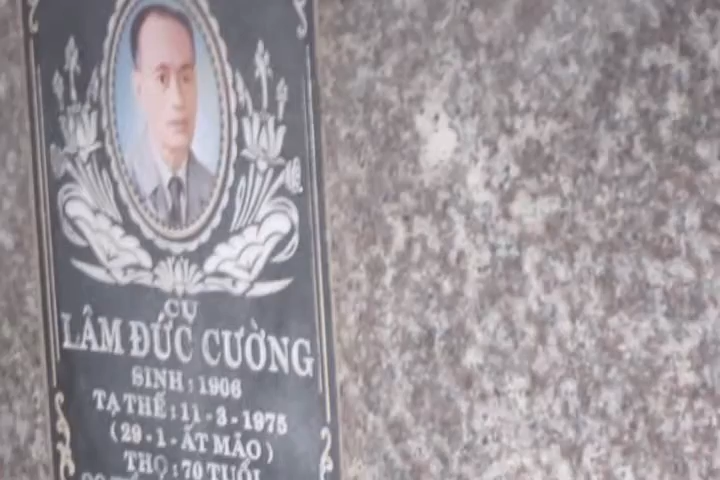 CỤ
LÂM ĐỨC CƯỜNG
SINH : 1906
TẠ THẾ : 11 - 3 - 1975
( 29 - 1 - ẤT MÃO )
THỌ : 70 TUỔI